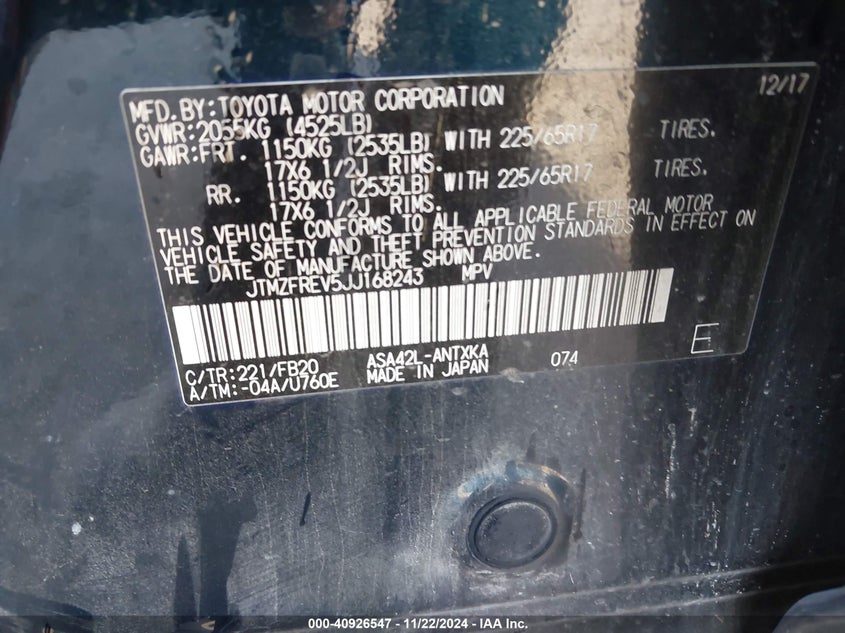 MFD.BY:TOYOTA MOTOR CORPORATION 12/17
GVWR:2055KG (4525LB)
GAWR:FRT. 1150KG (2535LB) WITH 225/65R17 TIRES.
17X6 1/2J RIMS.
RR. 1150KG (2535LB) WITH 225/65R17 TIRES.
17X6 1/2J RIMS.
THIS VEHICLE CONFORMS TO ALL APPLICABLE FEDERAL MOTOR
VEHICLE SAFETY AND THEFT PREVENTION STANDARDS IN EFFECT ON
THE DATE OF MANUFACTURE SHOWN ABOVE.
JTMZFREV5JJ168243 MPV
C/TR:221/FB20 ASA42L-ANTXKA 074 E
A/TM:-04A/U760E MADE IN JAPAN
000-40926547 - 11/22/2024 - IAA Inc.